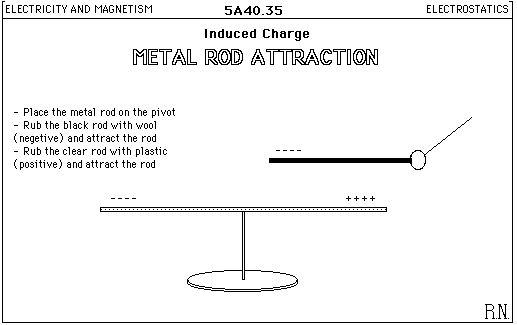 ELECTRICITY AND MAGNETISM 5A40.35 ELECTROSTATICS
Induced Charge
METAL ROD ATTRACTION
- Place the metal rod on the pivot
- Rub the black rod with wool
(negetive) and attract the rod
- Rub the clear rod with plastic
(positive) and attract the rod
- - - -
- - - - ++++
R.N.